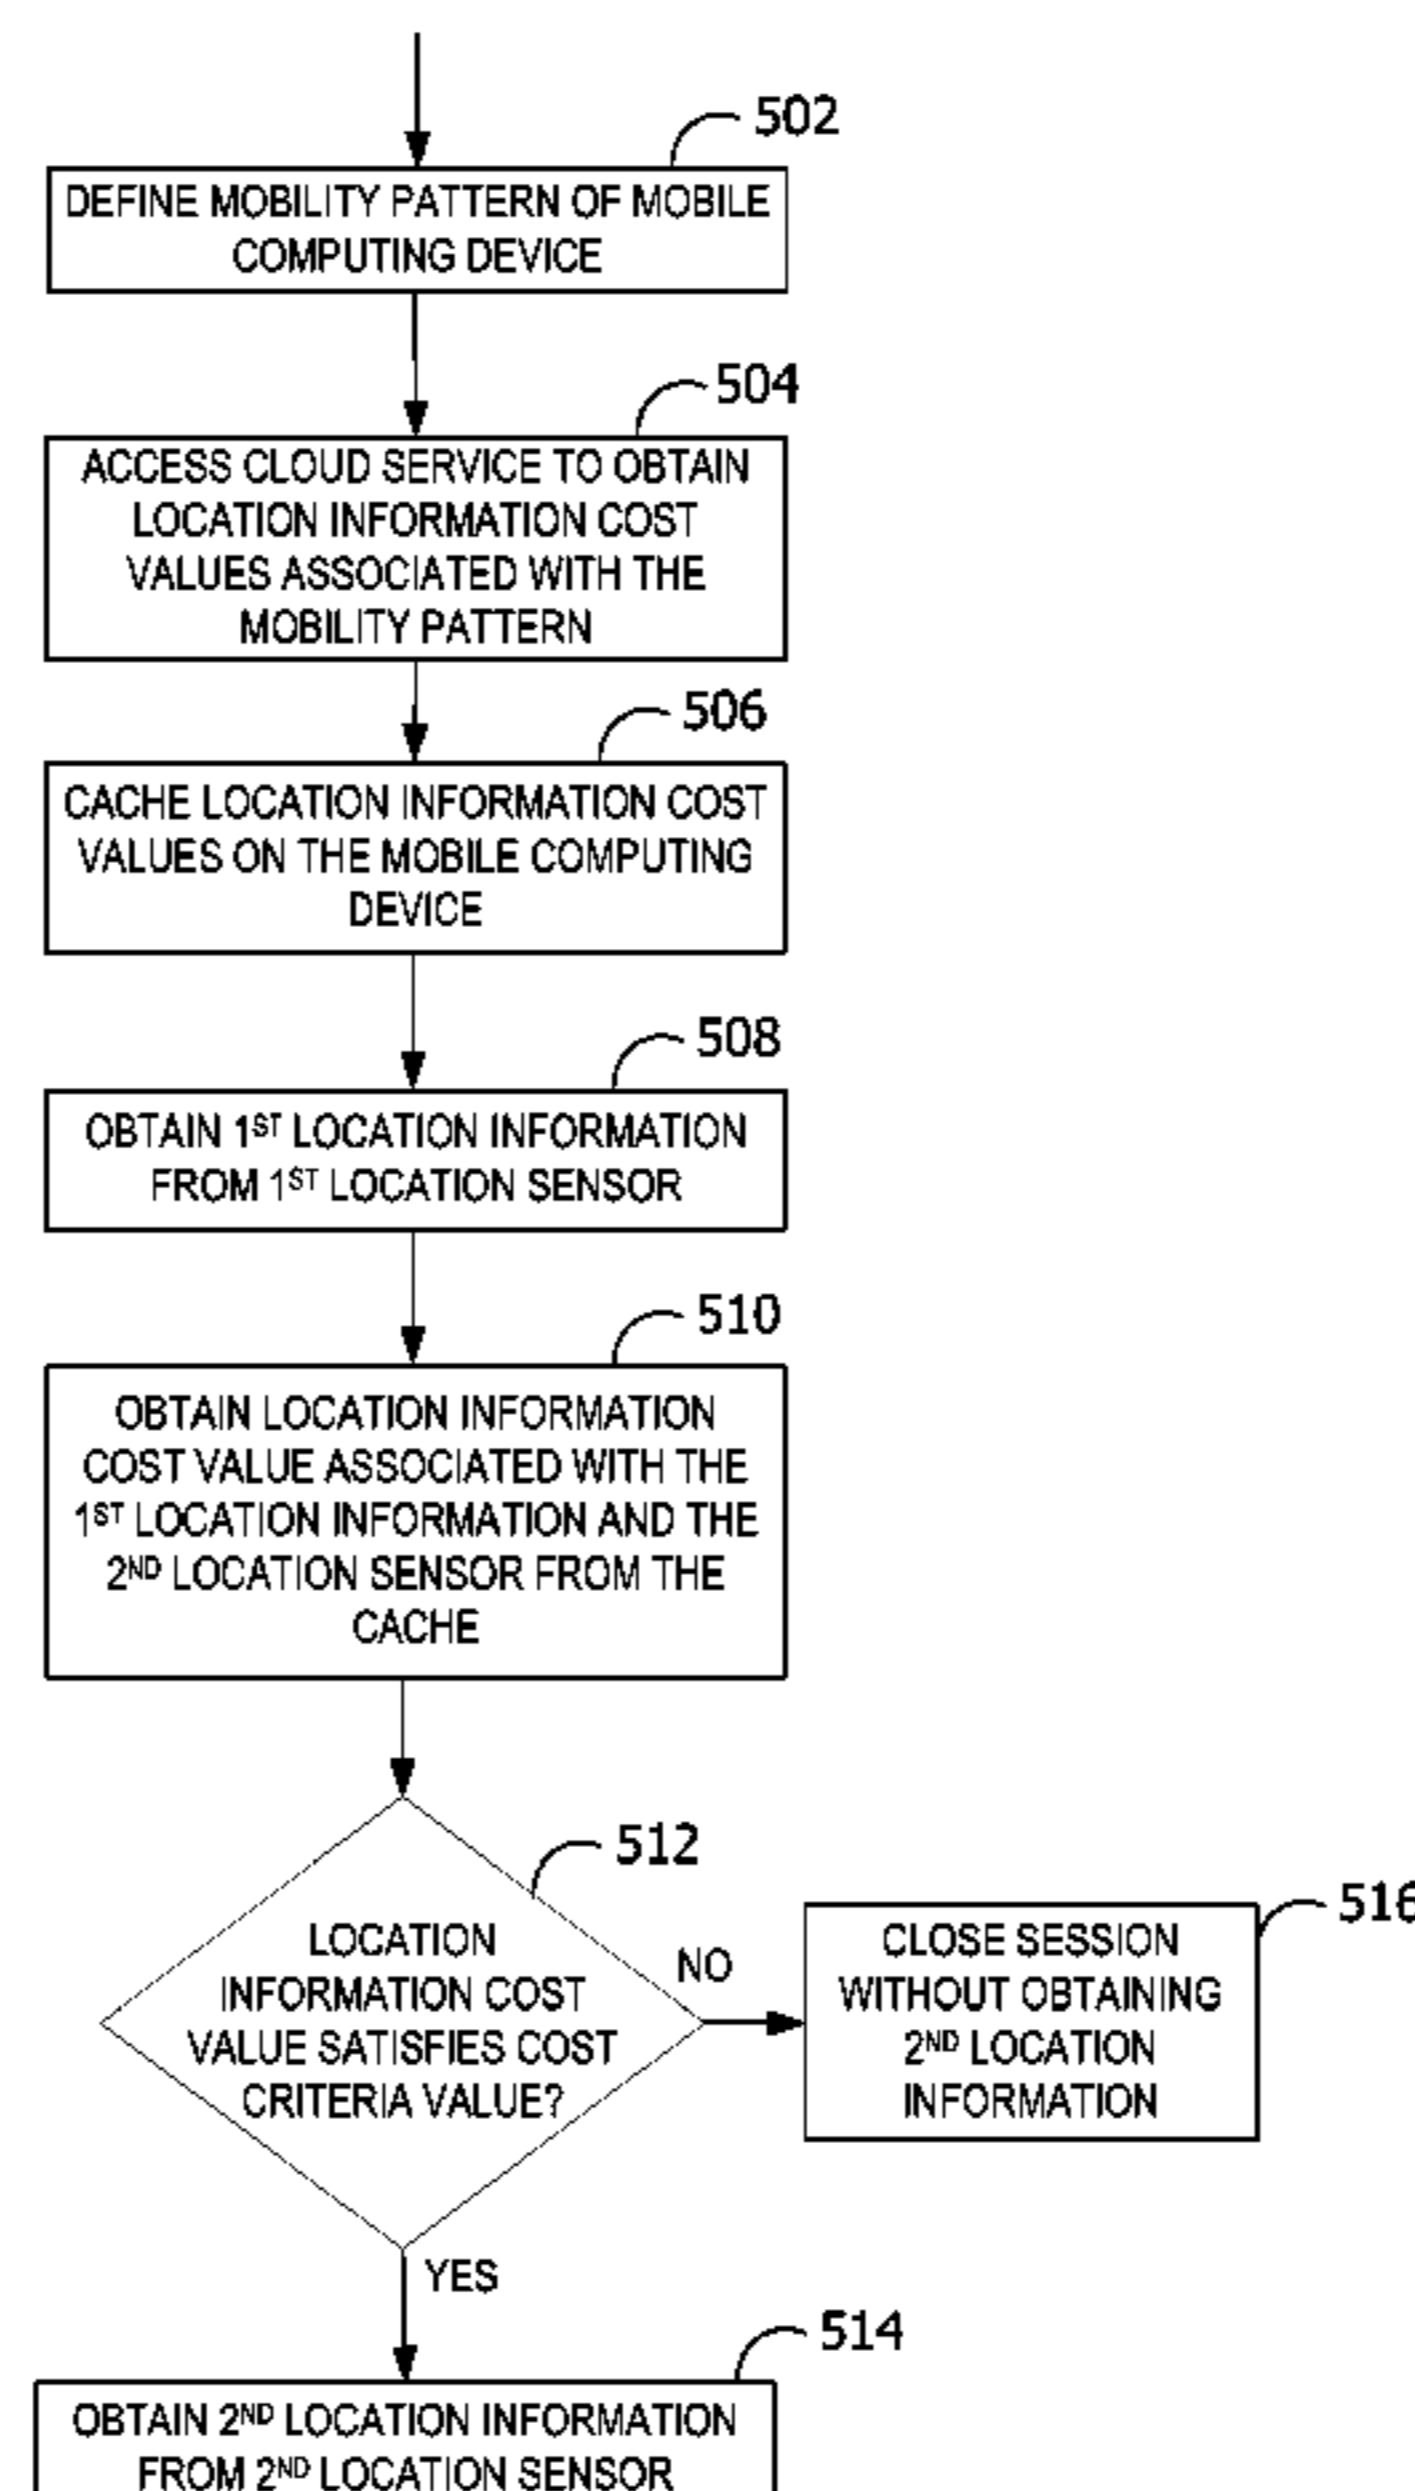 502
DEFINE MOBILITY PATTERN OF MOBILE
COMPUTING DEVICE
504
ACCESS CLOUD SERVICE TO OBTAIN
LOCATION INFORMATION COST
VALUES ASSOCIATED WITH THE
MOBILITY PATTERN
506
CACHE LOCATION INFORMATION COST
VALUES ON THE MOBILE COMPUTING
DEVICE
508
OBTAIN 1ST LOCATION INFORMATION
FROM 1ST LOCATION SENSOR
510
OBTAIN LOCATION INFORMATION
COST VALUE ASSOCIATED WITH THE
1ST LOCATION INFORMATION AND THE
2ND LOCATION SENSOR FROM THE
CACHE
512
LOCATION
INFORMATION COST
VALUE SATISFIES COST
CRITERIA VALUE?
NO
516
CLOSE SESSION
WITHOUT OBTAINING
2ND LOCATION
INFORMATION
YES
514
OBTAIN 2ND LOCATION INFORMATION
FROM 2ND LOCATION SENSOR